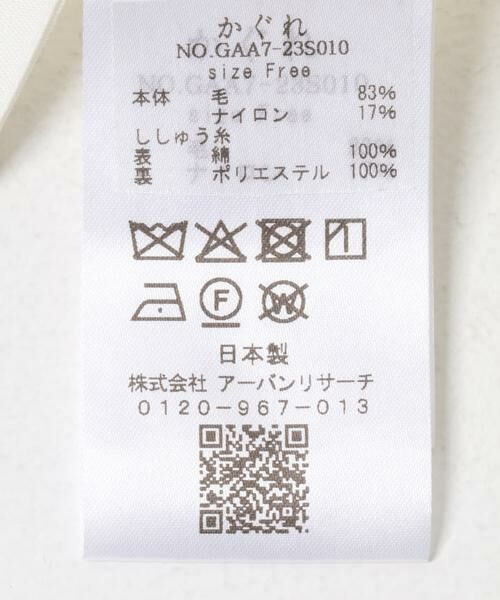 かぐれ
NO.GAA7-23S010
size Free
本体 毛 83%
ナイロン 17%
ししゅう糸
表 綿 100%
裏 ポリエステル 100%
F W
日本製
株式会社 アーバンリサーチ
0120-967-013